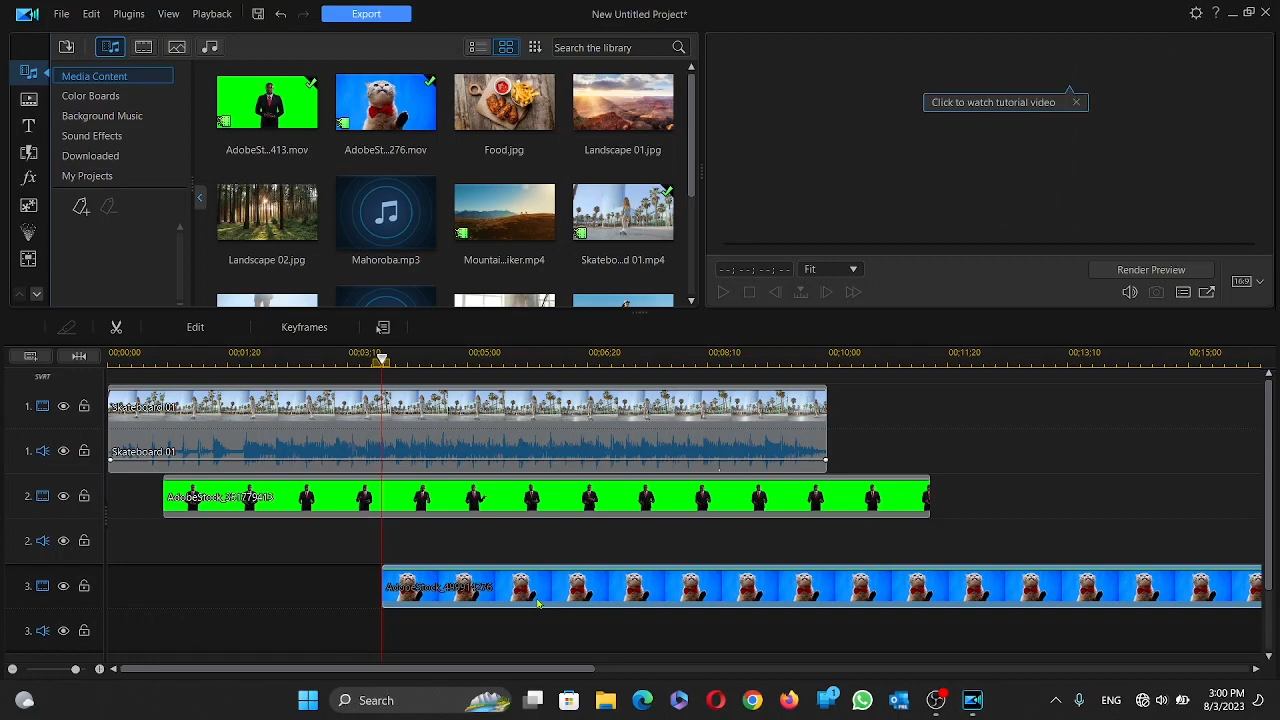 File Edit Plugins View Playback Export New Untitled Project*
Search the library
Media Content
Color Boards
Background Music
Sound Effects
Downloaded
My Projects
AdobeSt...413.mov AdobeSt...276.mov Food.jpg Landscape 01.jpg
Landscape 02.jpg Mahoroba.mp3 Mountai...iker.mp4 Skatebo...d 01.mp4
Click to watch tutorial video
--;--;--;-- Fit Render Preview
16:9
Edit Keyframes
00;00;00 00;01;20 00;03;10 00;05;00 00;06;20 00;08;10 00;10;00 00;11;20 00;13;10 00;15;00
SVRT
1. Skateboard 01
1. Skateboard 01
2.
2.
3.
3.
Search
1
ENG
3:00 PM
8/3/2023